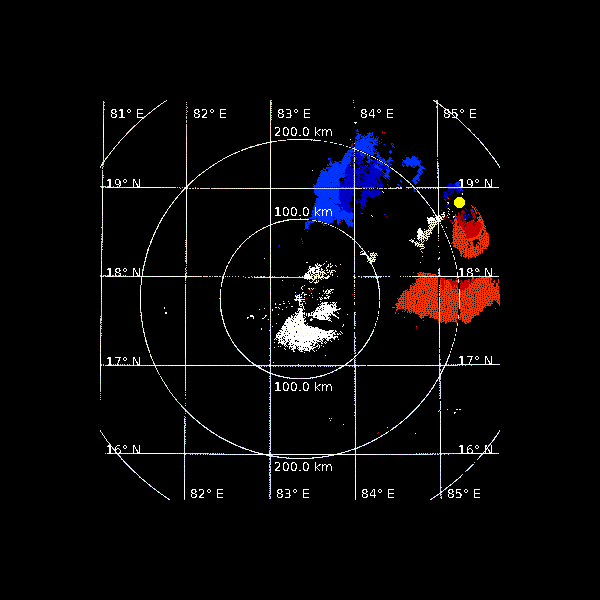 81° E 82° E 83° E 84° E 85° E
200.0 km
19° N 19° N
100.0 km
18° N 18° N
17° N 17° N
100.0 km
16° N 16° N
200.0 km
82° E 83° E 84° E 85° E